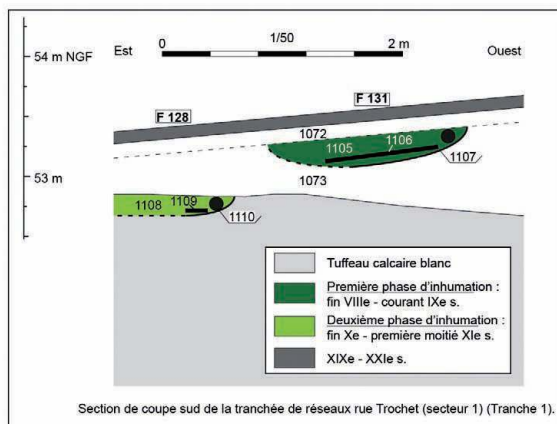 1/50
Est 0 2 m Ouest
54 m NGF
F 128
F 131
1072
1105 1106
1107
53 m
1073
1108 1109
1110
Tuffeau calcaire blanc
Première phase d'inhumation :
fin VIIIe - courant IXe s.
Deuxième phase d'inhumation :
fin Xe - première moitié XIe s.
XIXe - XXIe s.
Section de coupe sud de la tranchée de réseaux rue Trochet (secteur 1) (Tranche 1).